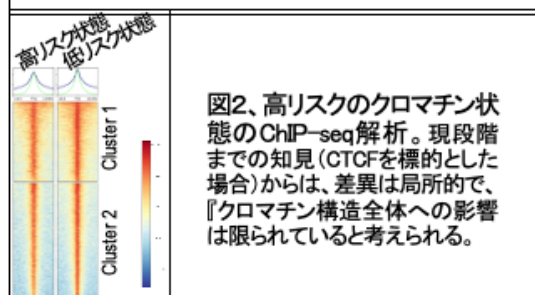 高リスク状態
低リスク状態
Cluster 1
Cluster 2
図2、高リスクのクロマチン状
態のChIP-seq解析。現段階
までの知見(CTCFを標的とした
場合)からは、差異は局所的で、
『クロマチン構造全体への影響
は限られていると考えられる。